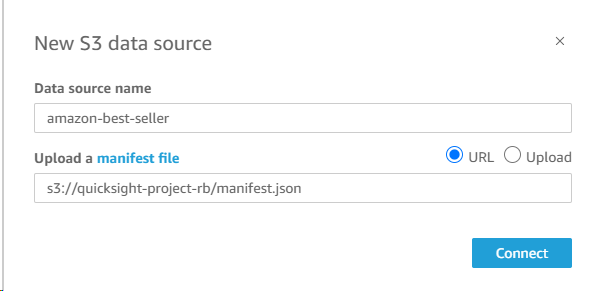 New S3 data source
Data source name
amazon-best-seller
Upload a manifest file URL Upload
s3://quicksight-project-rb/manifest.json
Connect